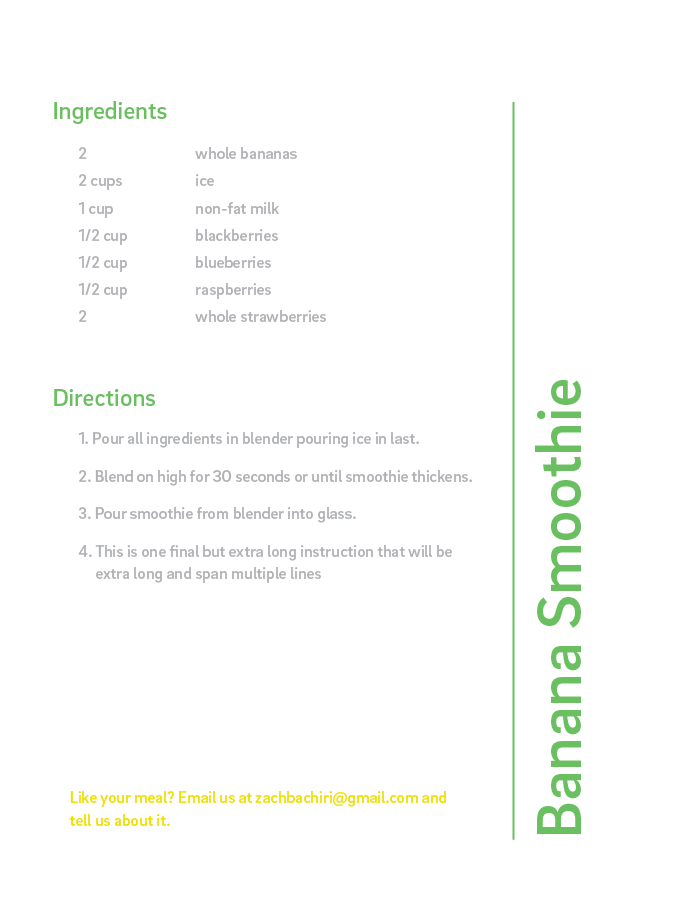 Ingredients
2 whole bananas
2 cups ice
1 cup non-fat milk
1/2 cup blackberries
1/2 cup blueberries
1/2 cup raspberries
2 whole strawberries
Directions
1. Pour all ingredients in blender pouring ice in last.
2. Blend on high for 30 seconds or until smoothie thickens.
3. Pour smoothie from blender into glass.
4. This is one final but extra long instruction that will be
extra long and span multiple lines
Like your meal? Email us at zachbachiri@gmail.com and
tell us about it.
Banana Smoothie